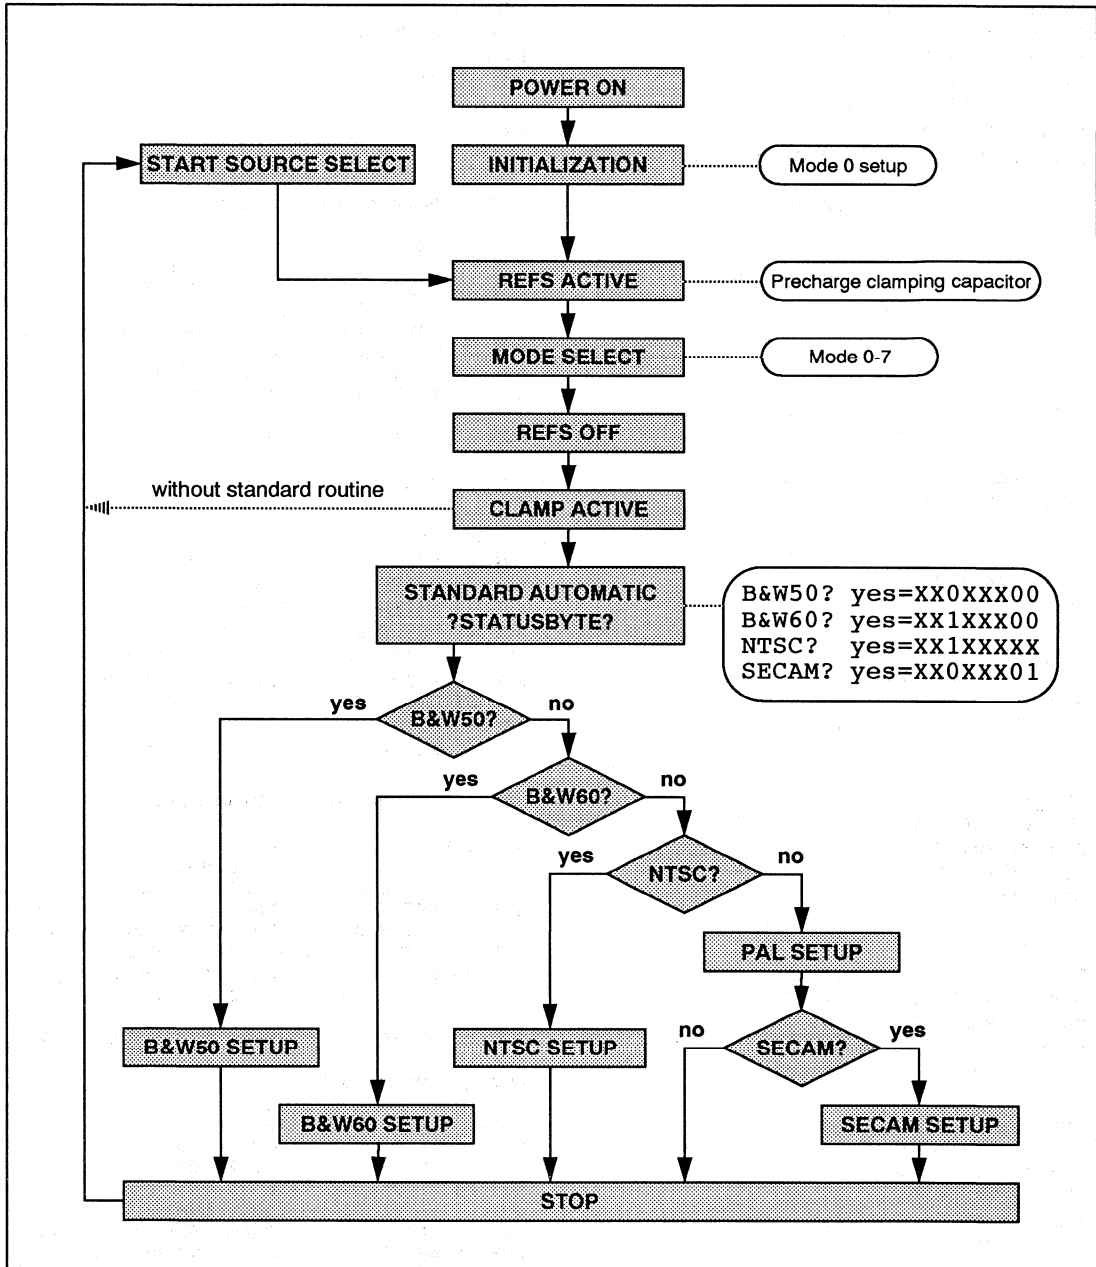 POWER ON
START SOURCE SELECT
INITIALIZATION
Mode 0 setup
REFS ACTIVE
Precharge clamping capacitor
MODE SELECT
Mode 0-7
REFS OFF
without standard routine
CLAMP ACTIVE
STANDARD AUTOMATIC
?STATUSBYTE?
B&W50? yes=XX0XXX00
B&W60? yes=XX1XXX00
NTSC? yes=XX1XXXXX
SECAM? yes=XX0XXX01
yes
B&W50?
no
yes
B&W60?
no
yes
NTSC?
no
PAL SETUP
B&W50 SETUP
NTSC SETUP
no
SECAM?
yes
B&W60 SETUP
SECAM SETUP
STOP